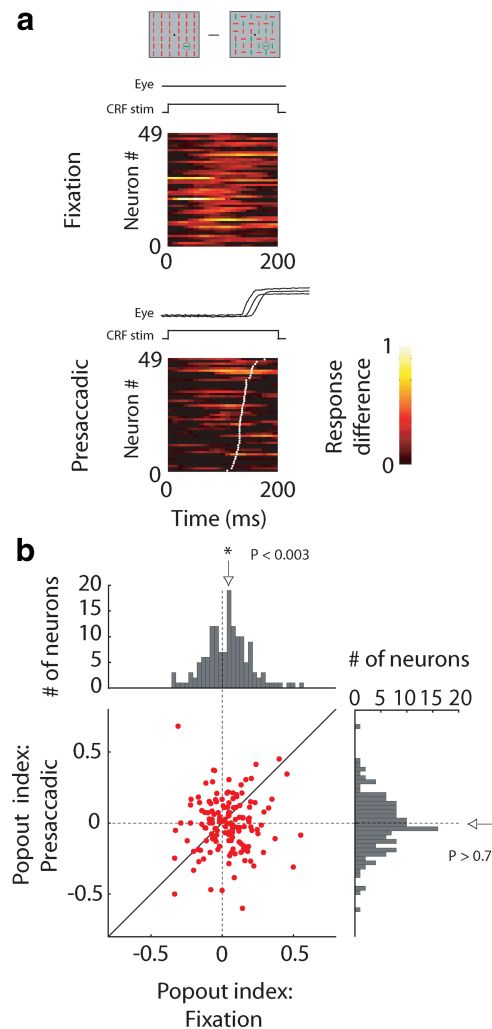 a
Eye
CRF stim
Fixation
Neuron #
49
0
0 200
Eye
CRF stim
Presaccadic
Neuron #
49
0
0 200
Time (ms)
Response difference
1
0
b
* P < 0.003
# of neurons
20
15
10
5
0
# of neurons
0 5 10 20
Popout index:
Presaccadic
0.5
0
-0.5
P > 0.7
-0.5 0 0.5
Popout index:
Fixation